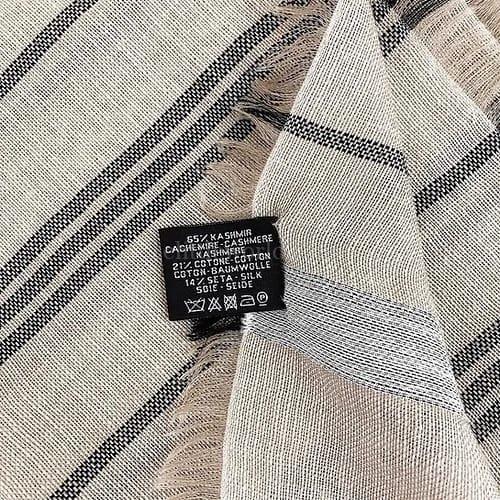 65% KASHMIR
CACHEMIRE-CASHMERE
KASHMERE
21% COTONE-COTTON
COTON-BAUMWOLLE
14% SETA-SILK
SOIE-SEIDE
P